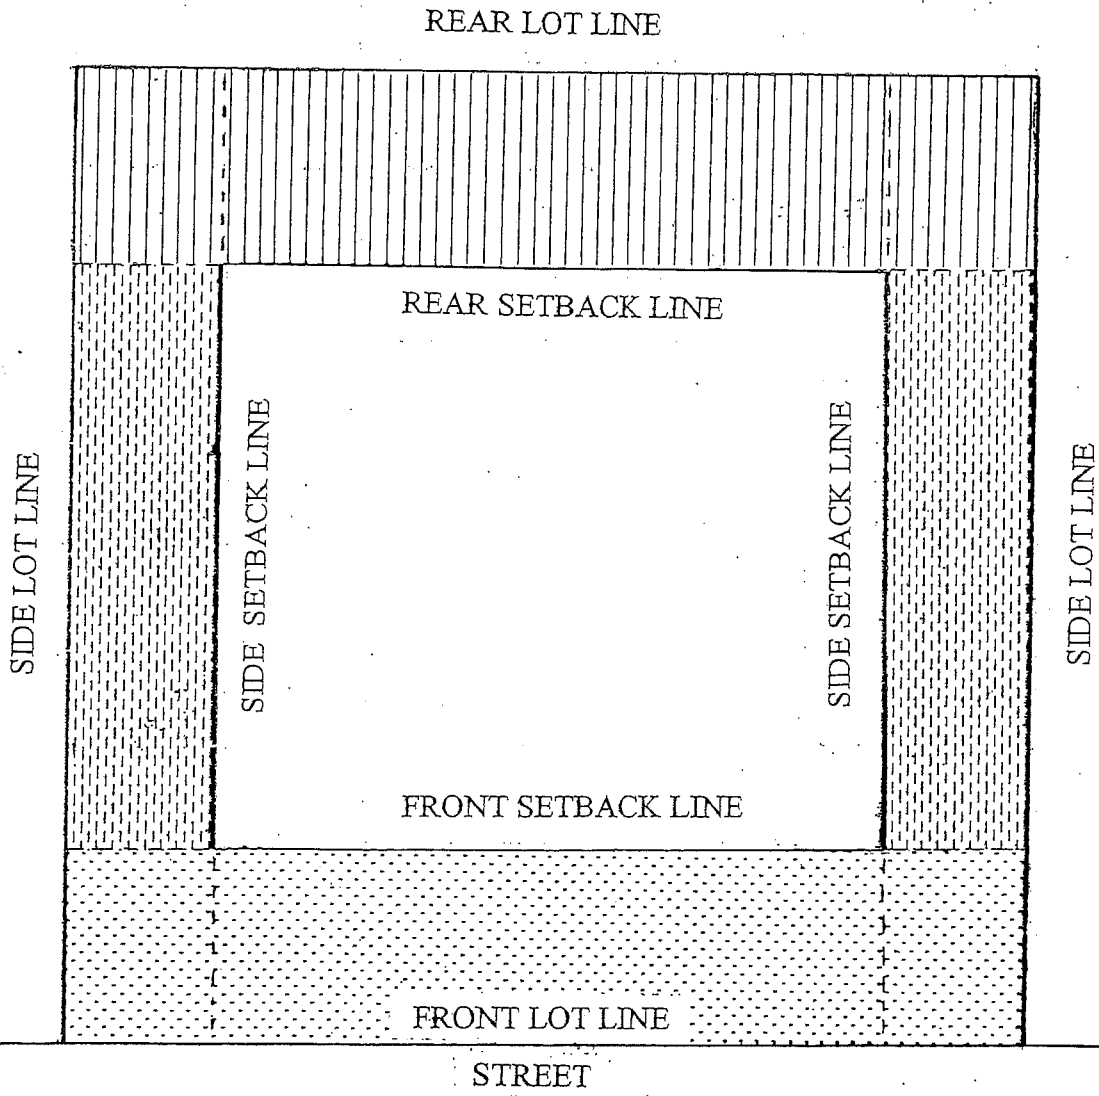 REAR LOT LINE
REAR SETBACK LINE
SIDE LOT LINE
SIDE SETBACK LINE
SIDE SETBACK LINE
SIDE LOT LINE
FRONT SETBACK LINE
FRONT LOT LINE
STREET